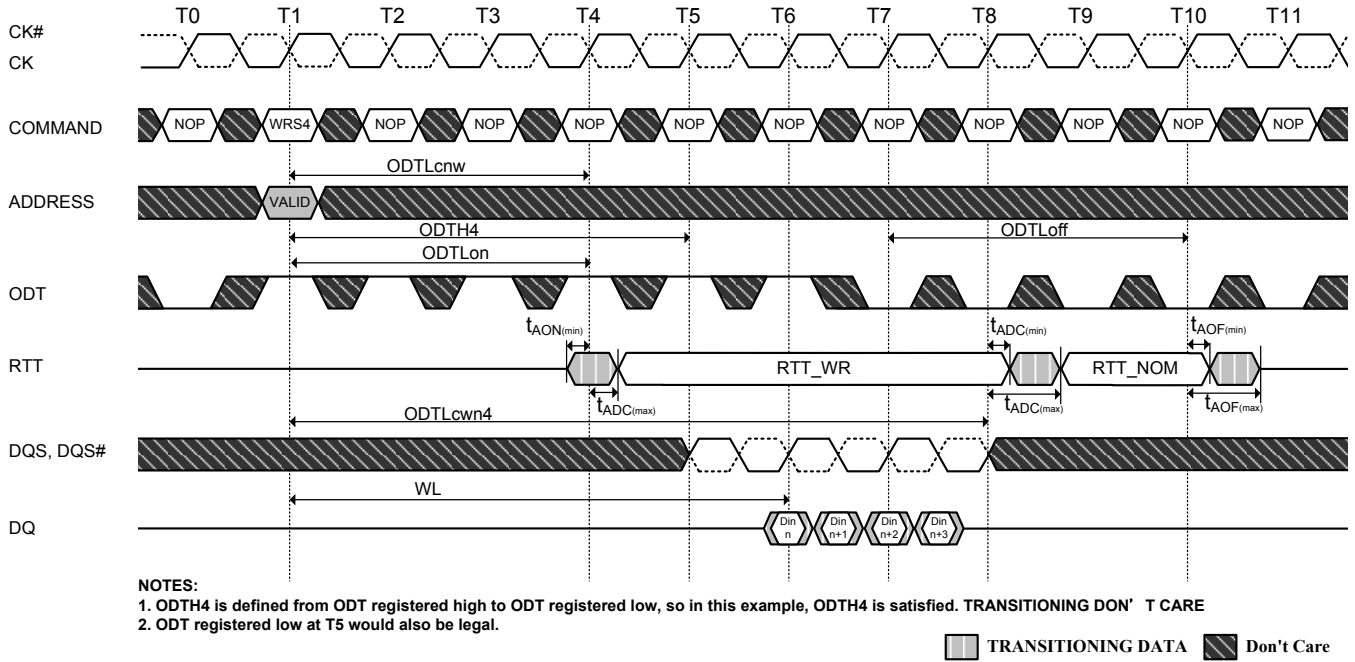 T0 T1 T2 T3 T4 T5 T6 T7 T8 T9 T10 T11
CK#
CK
COMMAND NOP WRS4 NOP NOP NOP NOP NOP NOP NOP NOP NOP NOP
ODTLcnw
ADDRESS VALID
ODTH4 ODTLoff
ODTLon
ODT
tAON(min) tADC(min) tAOF(min)
RTT RTT_WR RTT_NOM
tADC(max) tADC(max) tAOF(max)
ODTLcwn4
DQS, DQS#
WL
DQ Din n Din n+1 Din n+2 Din n+3
NOTES:
1. ODTH4 is defined from ODT registered high to ODT registered low, so in this example, ODTH4 is satisfied. TRANSITIONING DON’ T CARE
2. ODT registered low at T5 would also be legal.
TRANSITIONING DATA Don't Care